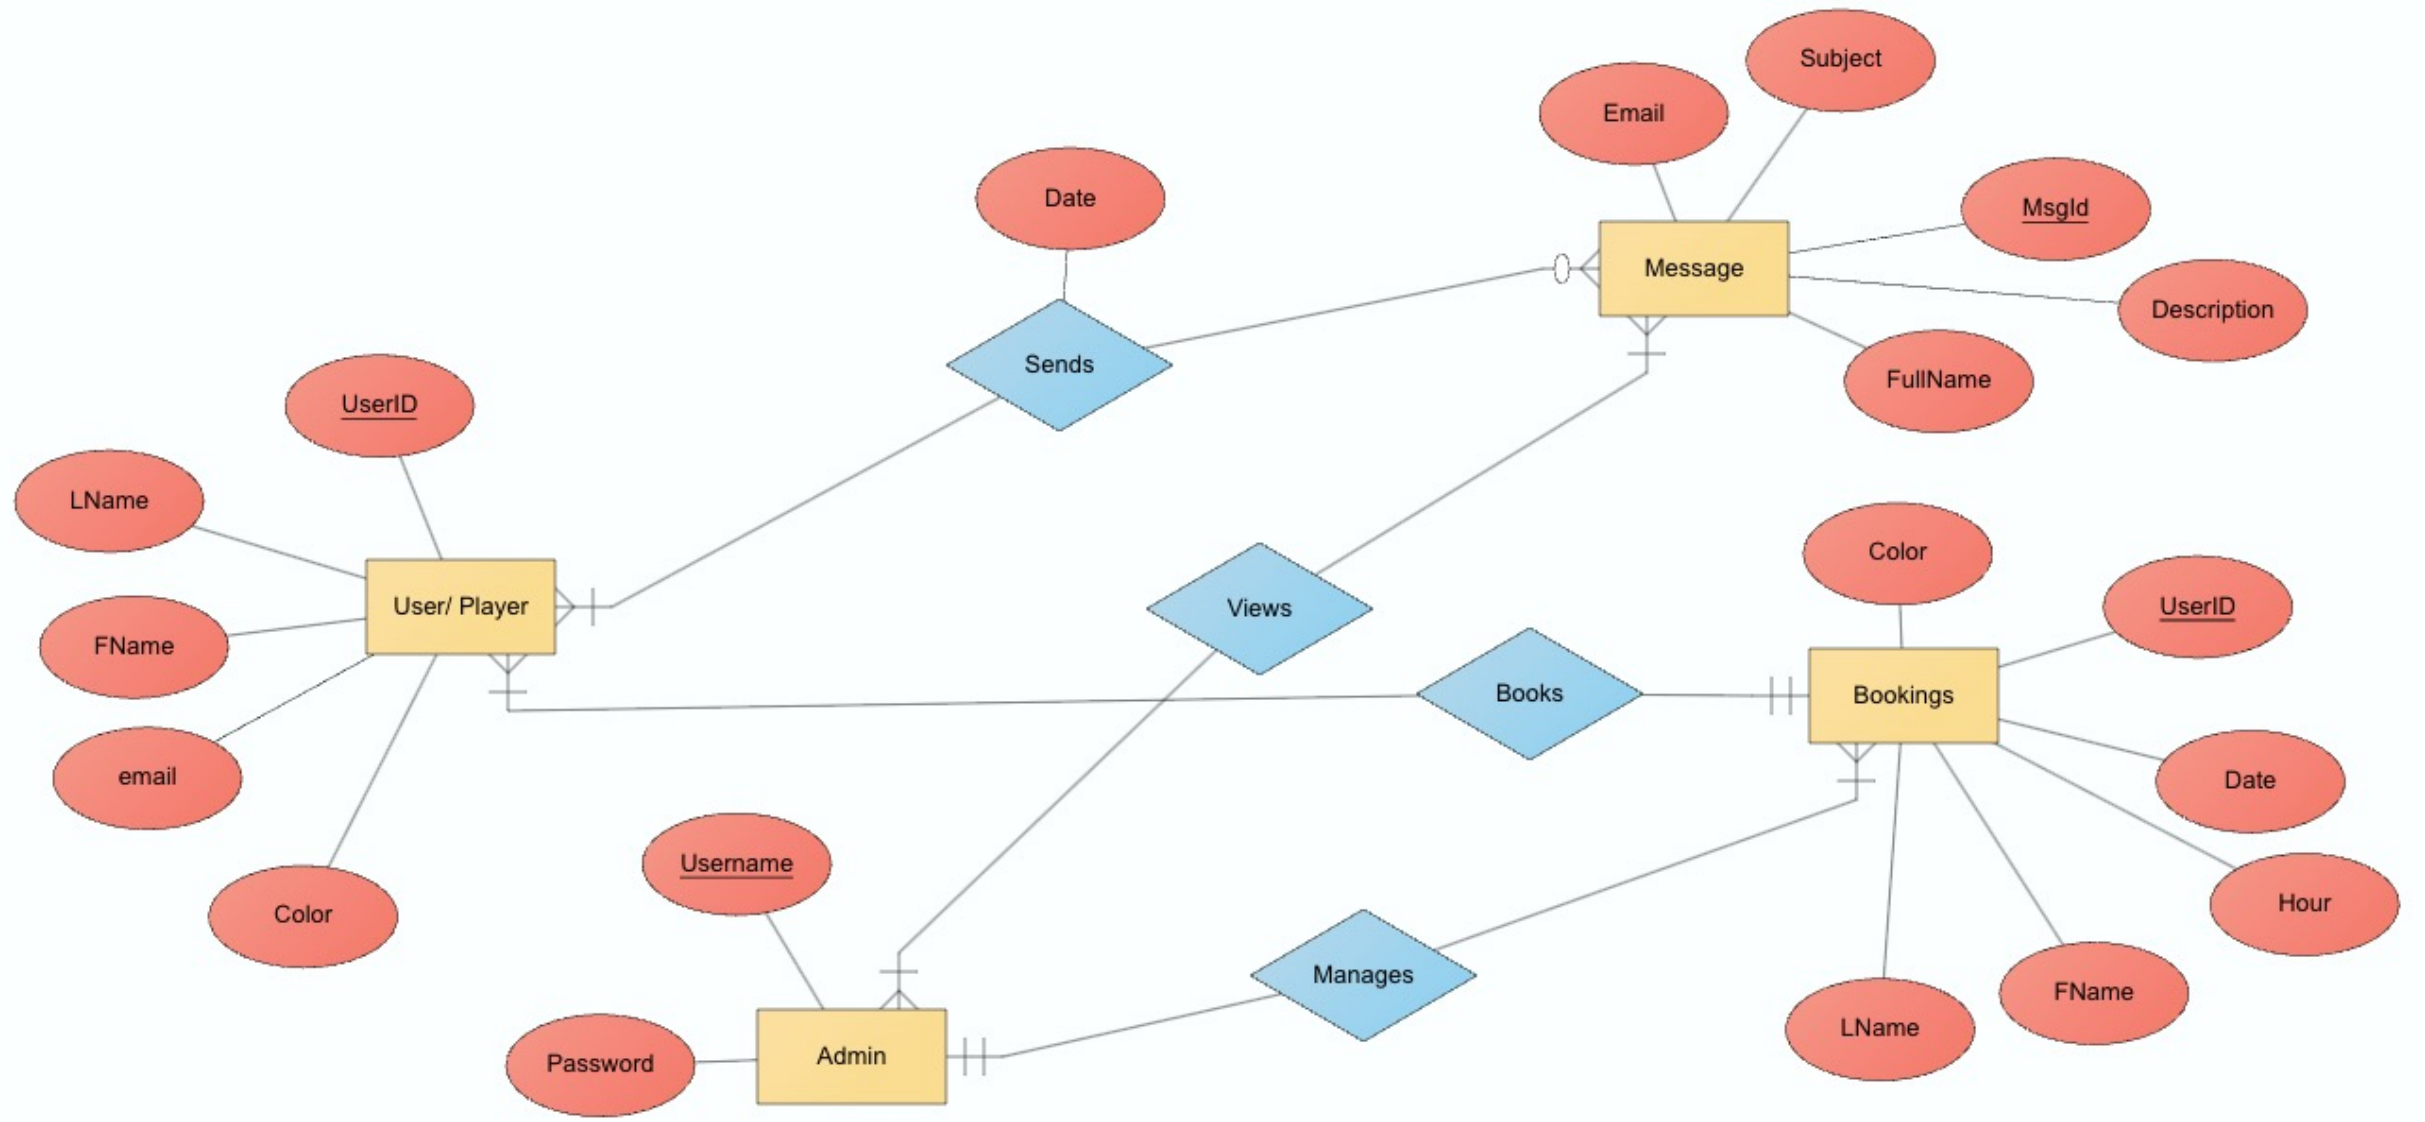 Subject
Email
Date
MsgId
Message
Description
Sends
FullName
UserID
LName
Color
User/ Player
Views
UserID
FName
Books
Bookings
email
Date
Username
Hour
Color
Manages
FName
LName
Admin
Password